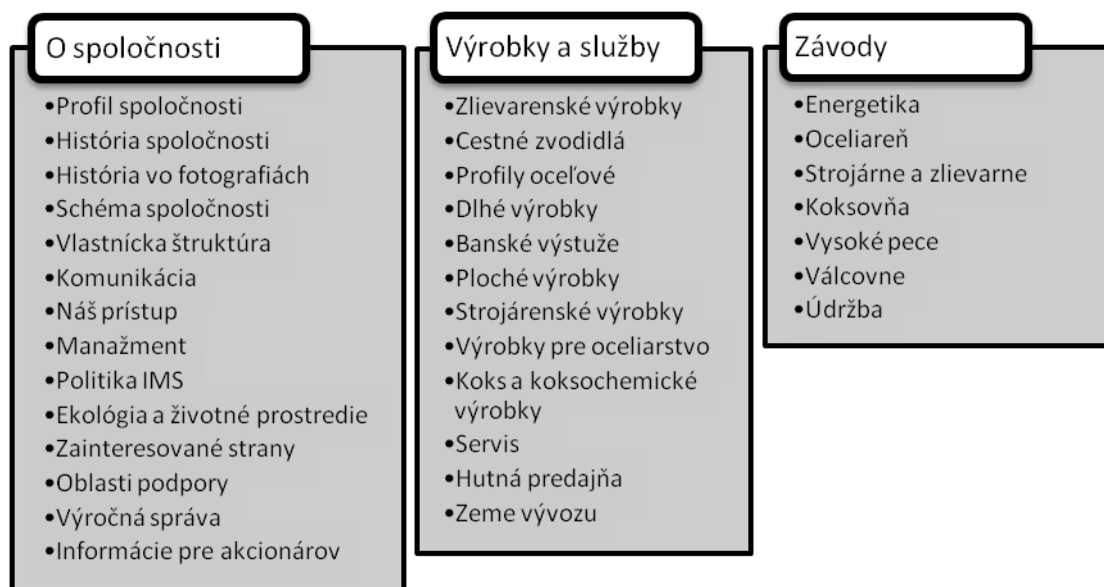 O spoločnosti
•Profil spoločnosti
•História spoločnosti
•História vo fotografiách
•Schéma spoločnosti
•Vlastnícka štruktúra
•Komunikácia
•Náš prístup
•Manažment
•Politika IMS
•Ekológia a životné prostredie
•Zainteresované strany
•Oblasti podpory
•Výročná správa
•Informácie pre akcionárov
Výrobky a služby
•Zlievarenské výrobky
•Cestné zvodidlá
•Profily oceľové
•Dlhé výrobky
•Banské výstuže
•Ploché výrobky
•Strojárenské výrobky
•Výrobky pre oceliarstvo
•Koks a koksochemické
výrobky
•Servis
•Hutná predajňa
•Zeme vývozu
Závody
•Energetika
•Oceliareň
•Strojárne a zlievarne
•Koksovňa
•Vysoké pece
•Válcovne
•Údržba